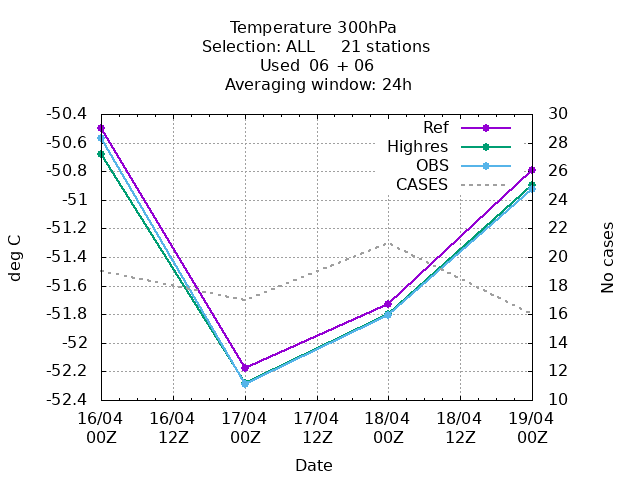 Temperature 300hPa
Selection: ALL 21 stations
Used 06 + 06
Averaging window: 24h
-50.4
-50.6
-50.8
-51
-51.2
-51.4
-51.6
-51.8
-52
-52.2
-52.4
deg C
Ref
Highres
OBS
CASES
30
28
26
24
22
20
18
16
14
12
10
No cases
16/04 16/04 17/04 17/04 18/04 18/04 19/04
00Z 12Z 00Z 12Z 00Z 12Z 00Z
Date